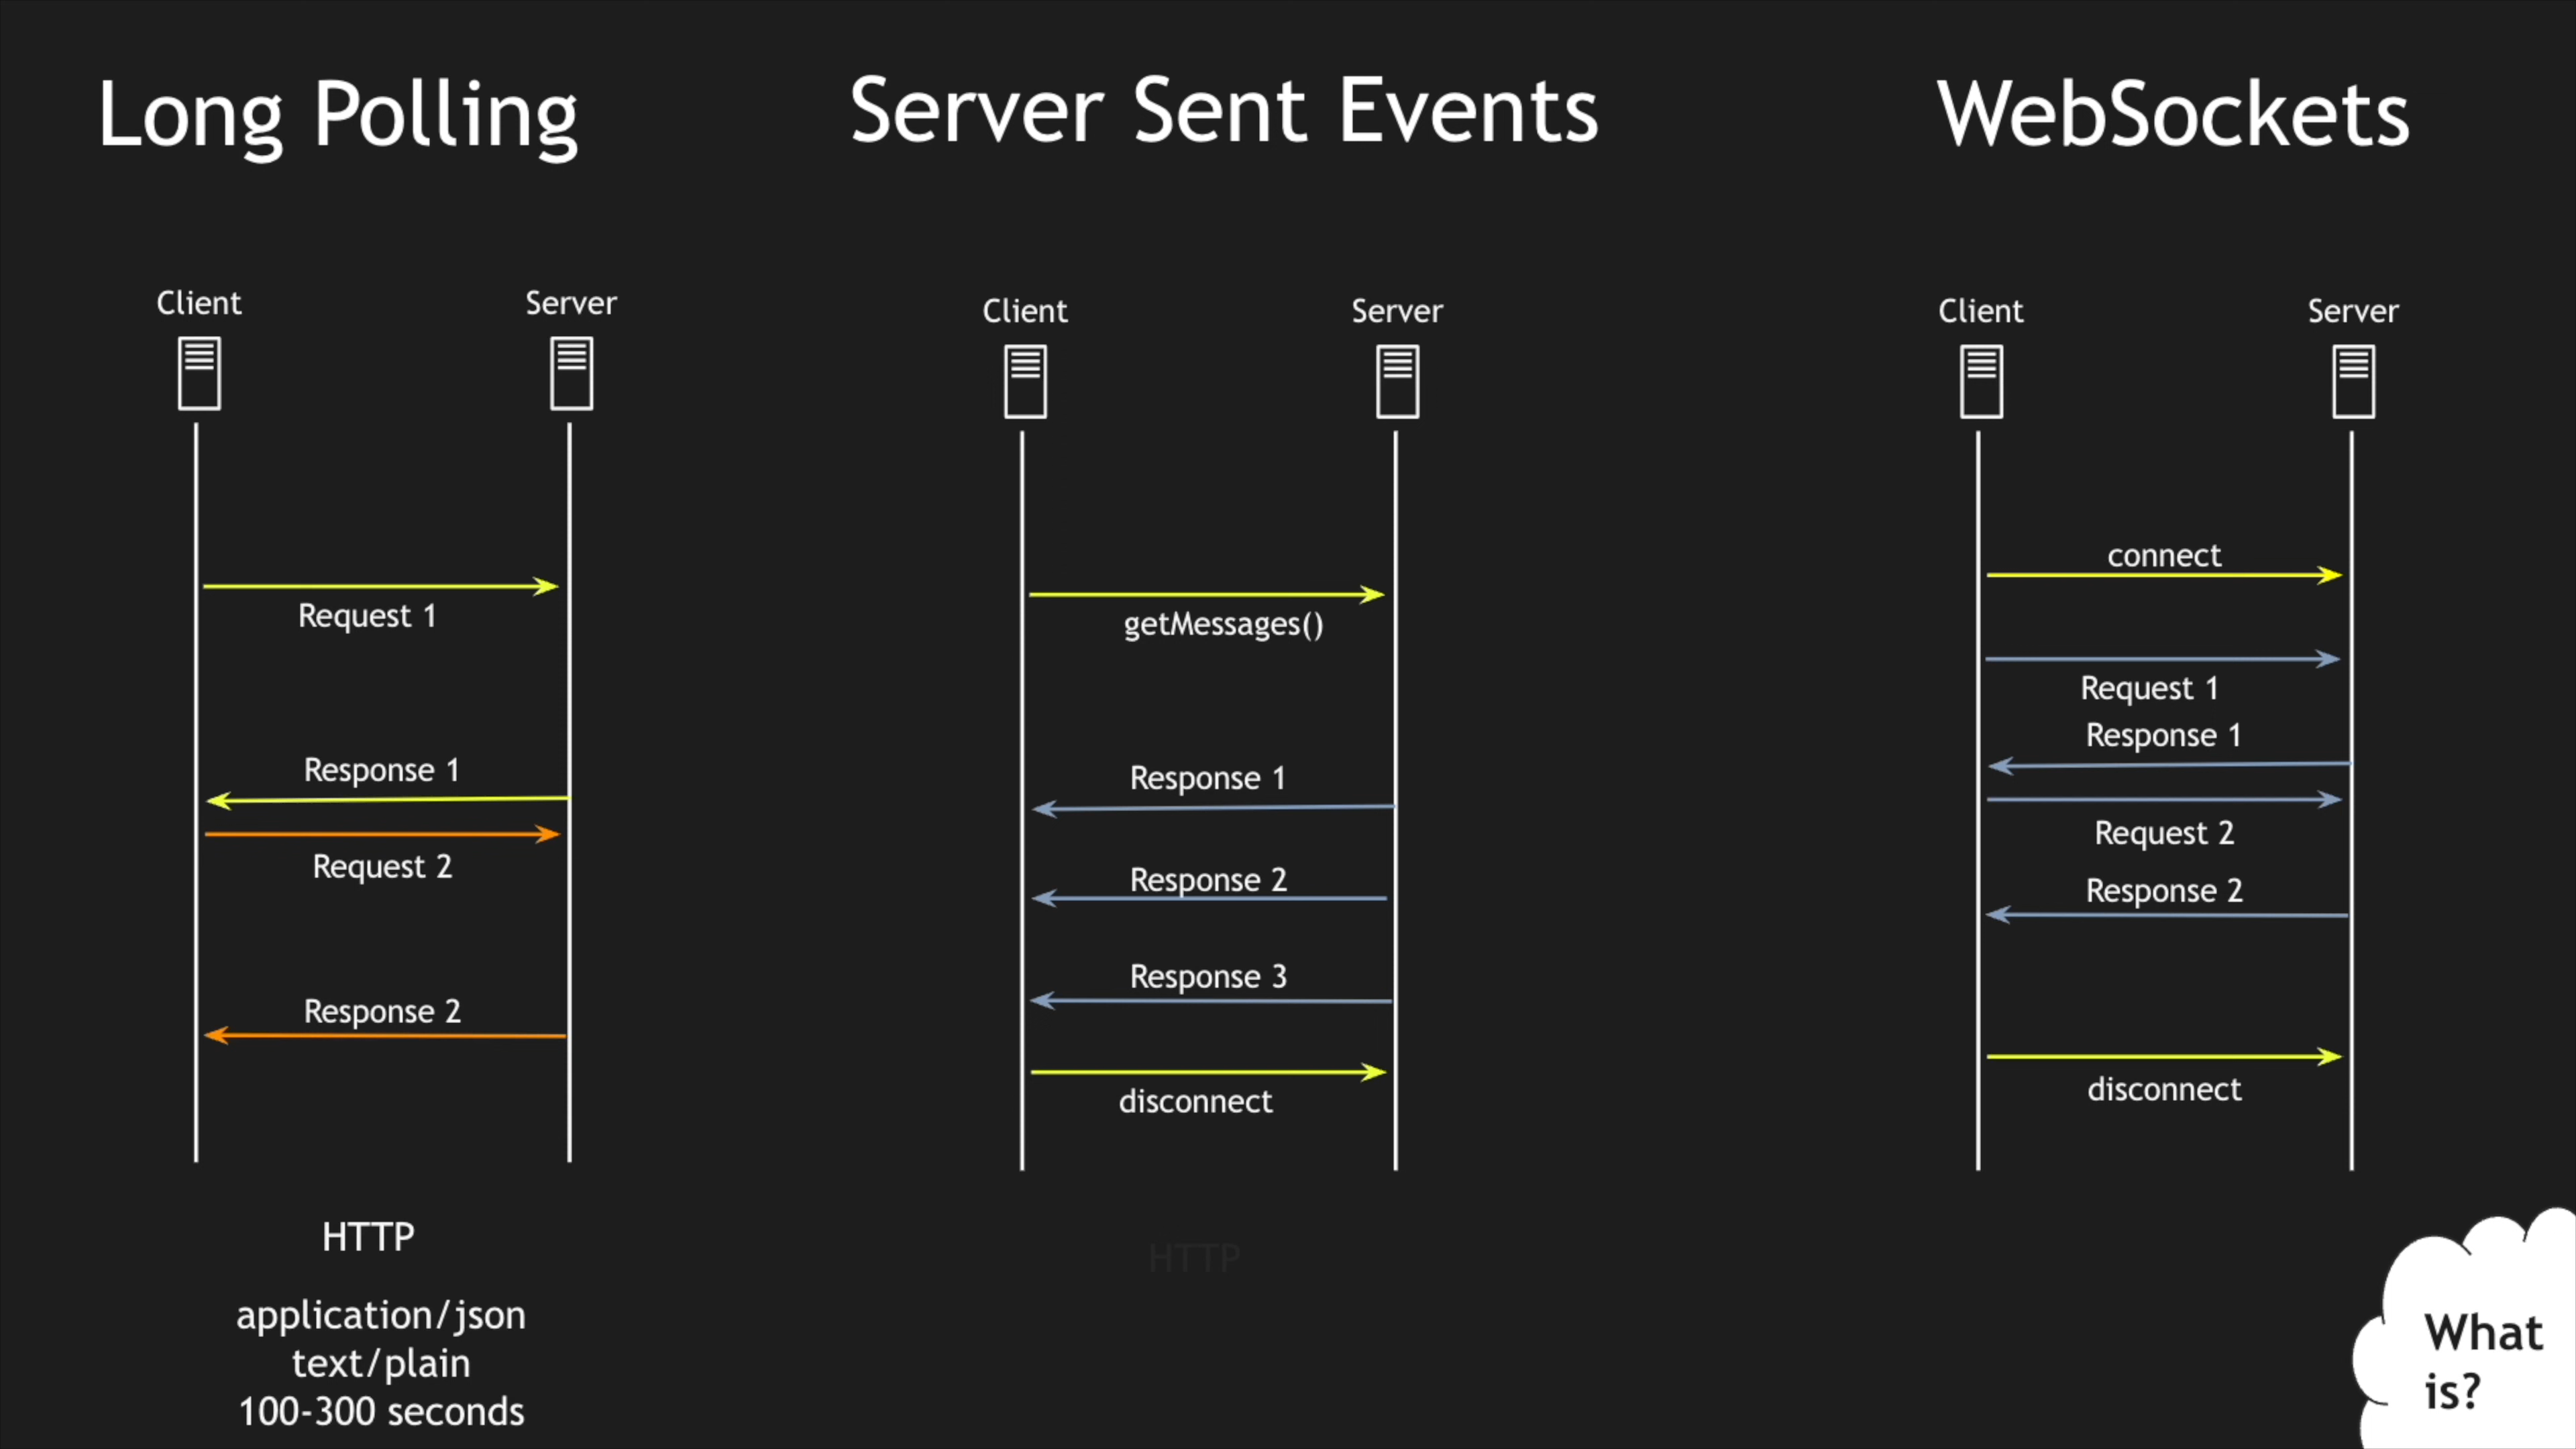 Long Polling
Client
Server
Request 1
Response 1
Request 2
Response 2
HTTP
application/json
text/plain
100-300 seconds
Server Sent Events
Client
Server
getMessages()
Response 1
Response 2
Response 3
disconnect
HTTP
WebSockets
Client
Server
connect
Request 1
Response 1
Request 2
Response 2
disconnect
What
is?